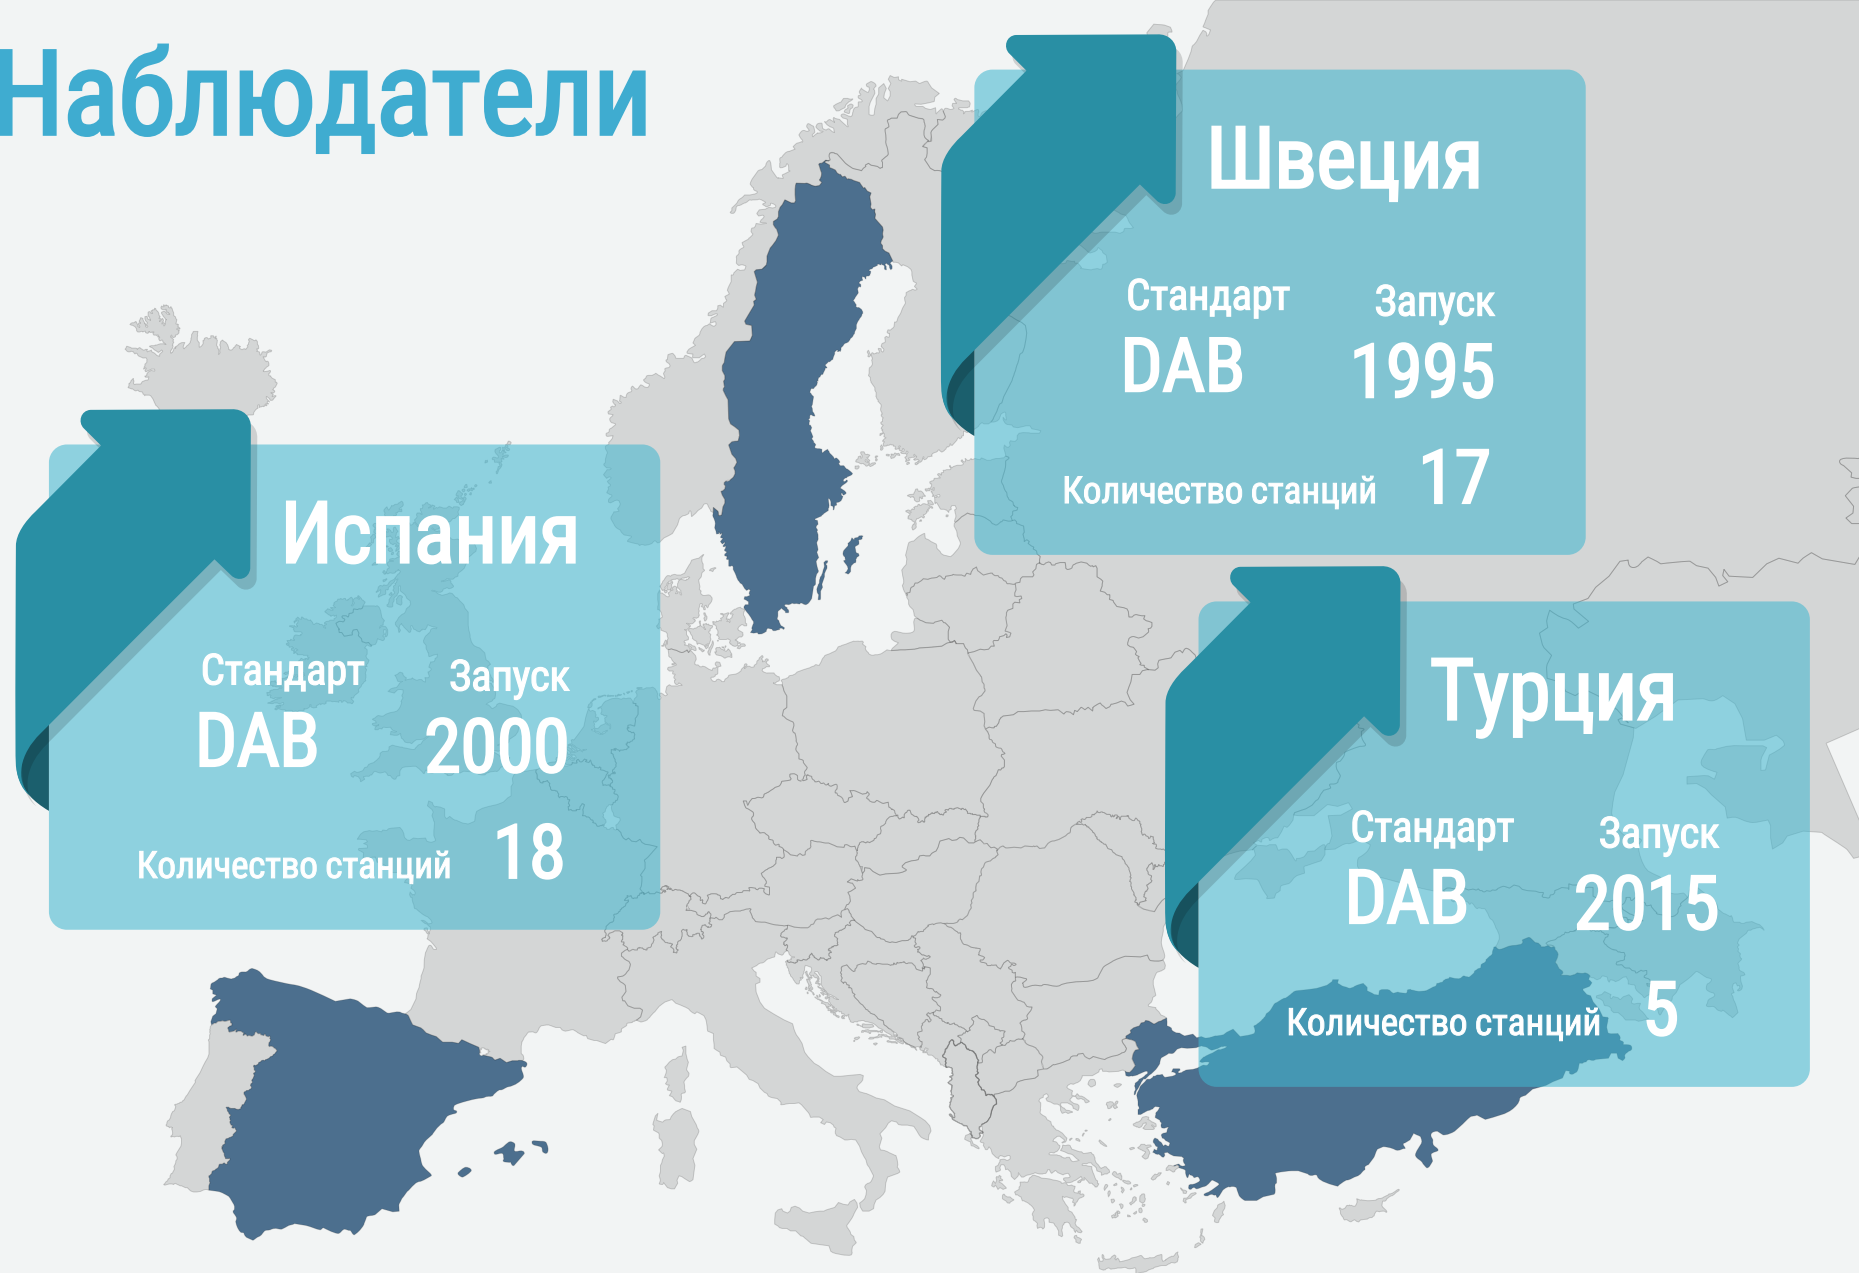 Наблюдатели
Швеция
Стандарт Запуск
DAB 1995
Количество станций 17
Испания
Стандарт Запуск
DAB 2000
Количество станций 18
Турция
Стандарт Запуск
DAB 2015
Количество станций 5